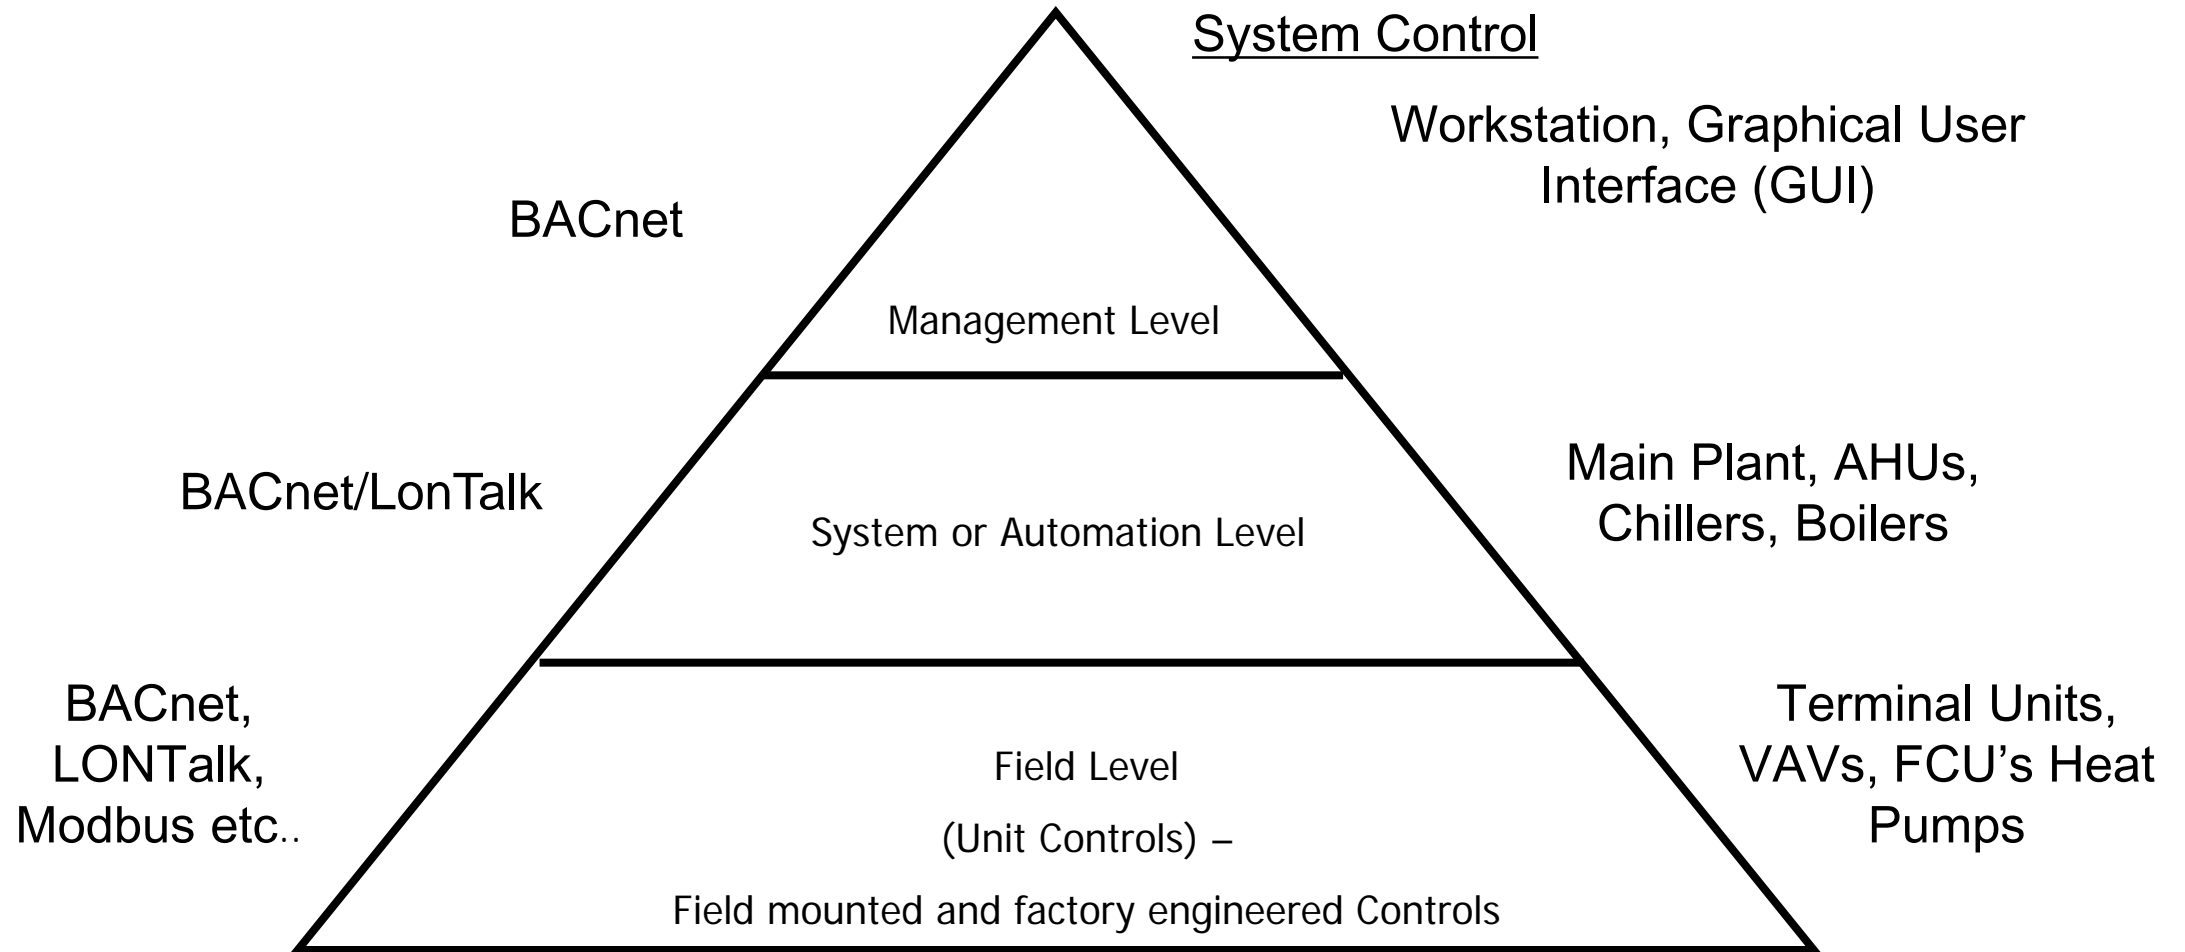 System Control
Workstation, Graphical User
Interface (GUI)
BACnet
Management Level
BACnet/LonTalk
System or Automation Level
Main Plant, AHUs,
Chillers, Boilers
BACnet,
LONTalk,
Modbus etc..
Field Level
(Unit Controls) –
Field mounted and factory engineered Controls
Terminal Units,
VAVs, FCU’s Heat
Pumps